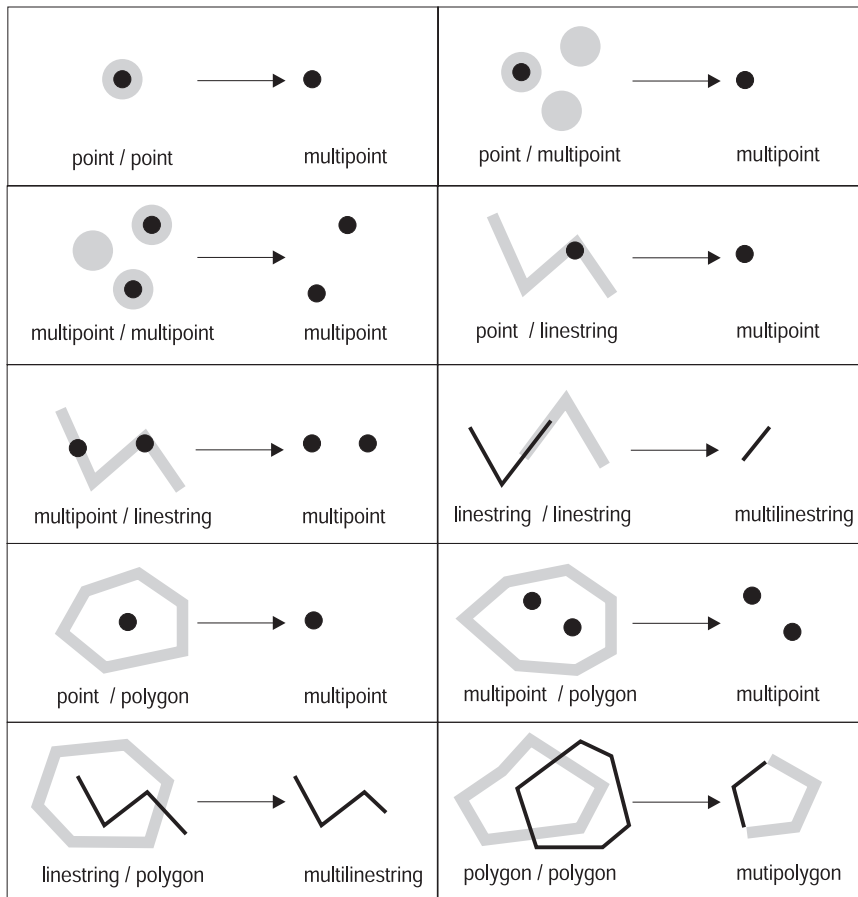 point / point
multipoint
point / multipoint
multipoint
multipoint / multipoint
multipoint
point / linestring
multipoint
multipoint / linestring
multipoint
linestring / linestring
multilinestring
point / polygon
multipoint
multipoint / polygon
multipoint
linestring / polygon
multilinestring
polygon / polygon
mutipolygon